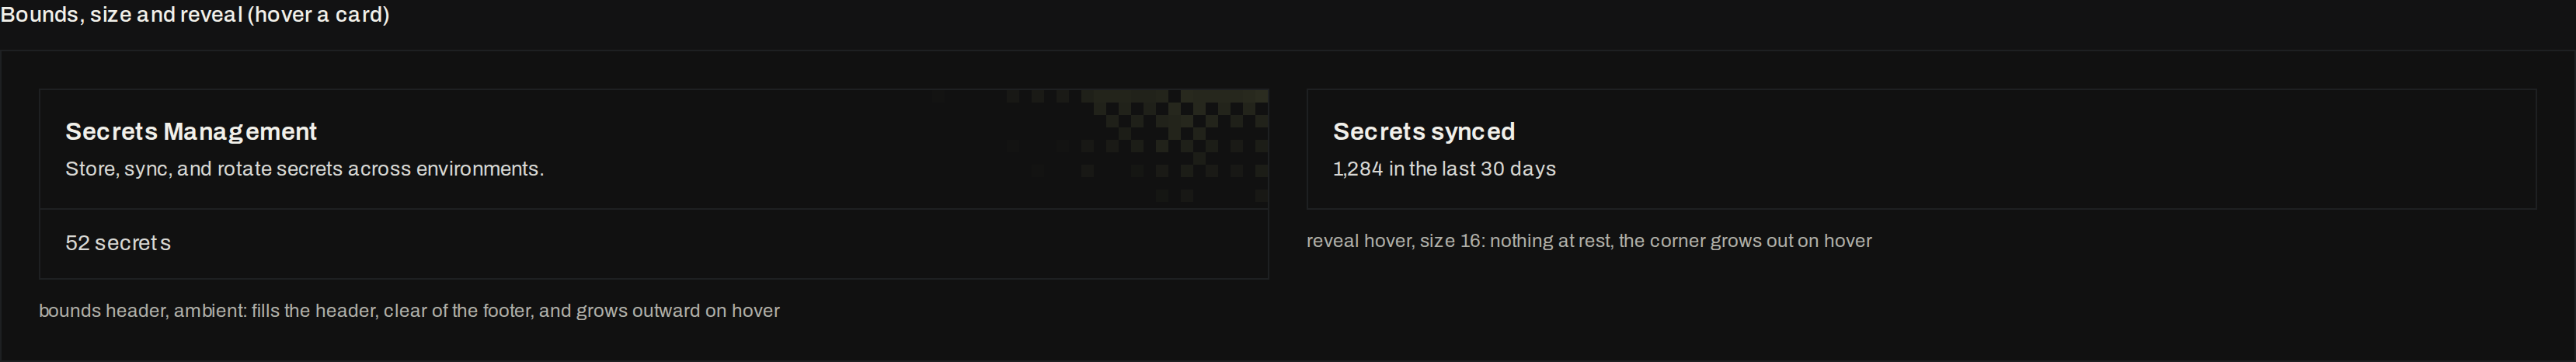 Bounds, size and reveal (hover a card)
Secrets Management
Store, sync, and rotate secrets across environments.
52 secrets
bounds header, ambient: fills the header, clear of the footer, and grows outward on hover
Secrets synced
1,284 in the last 30 days
reveal hover, size 16: nothing at rest, the corner grows out on hover